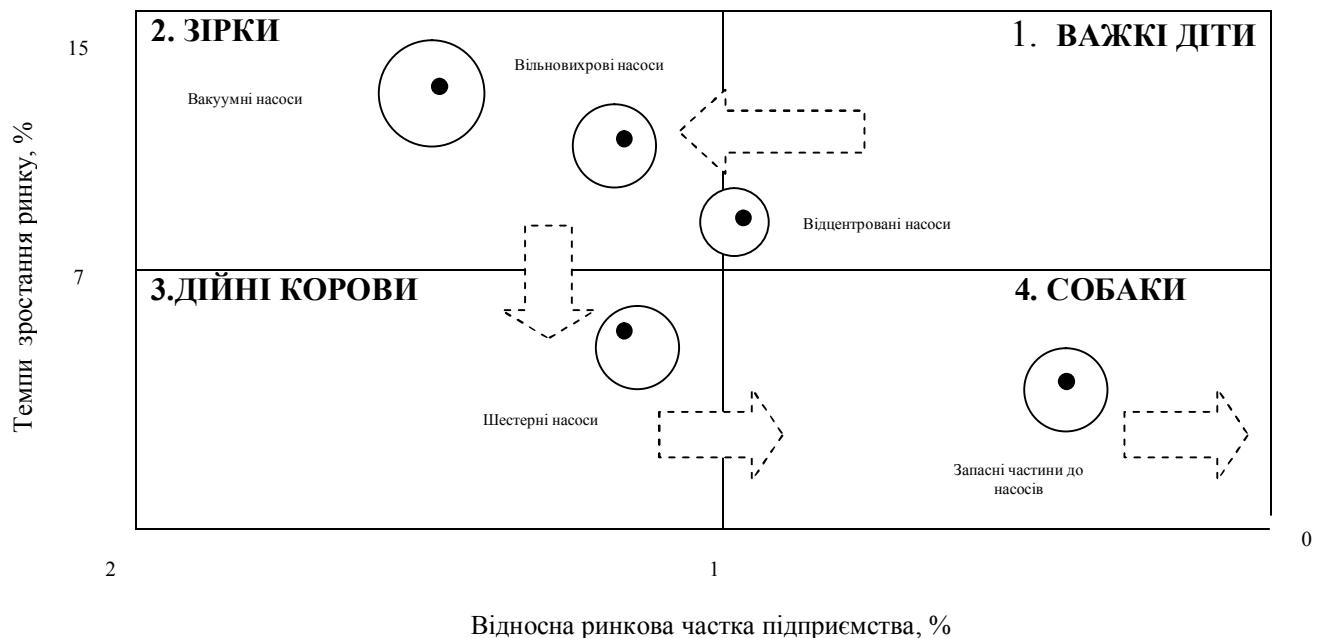 2. ЗІРКИ
1. ВАЖКІ ДІТИ
15
Вільновихрові насоси
Вакуумні насоси
Темпи зростання ринку, %
Відцентровані насоси
7
3.ДІЙНІ КОРОВИ
4. СОБАКИ
Шестерні насоси
Запасні частини до
насосів
0
2
1
Відносна ринкова частка підприємства, %